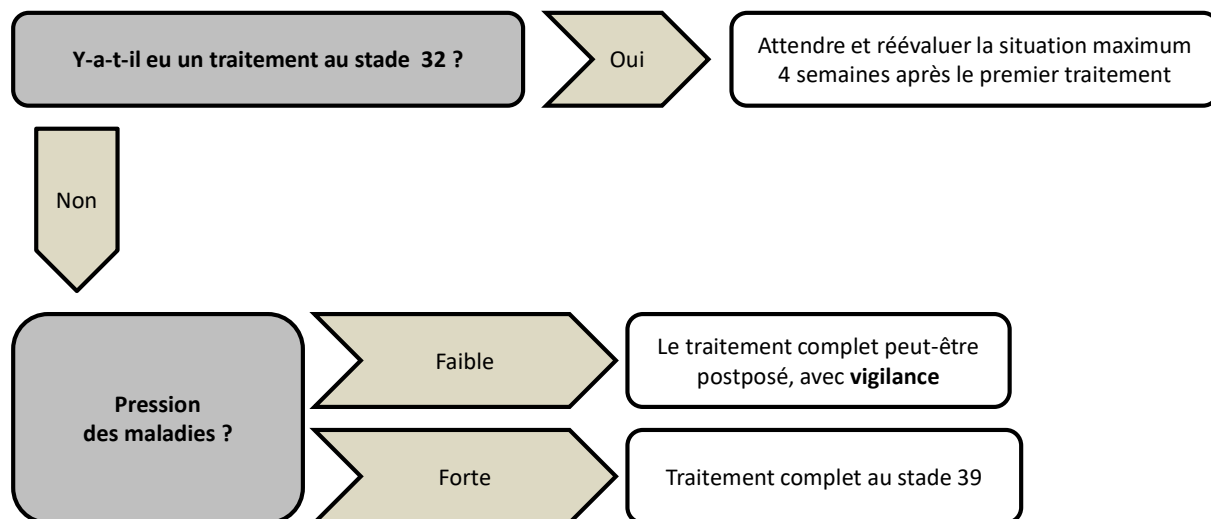 Y-a-t-il eu un traitement au stade  32 ?
Oui
Attendre et réévaluer la situation maximum
4 semaines après le premier traitement
Non
Pression
des maladies ?
Faible
Le traitement complet peut-être
postposé, avec vigilance
Forte
Traitement complet au stade 39